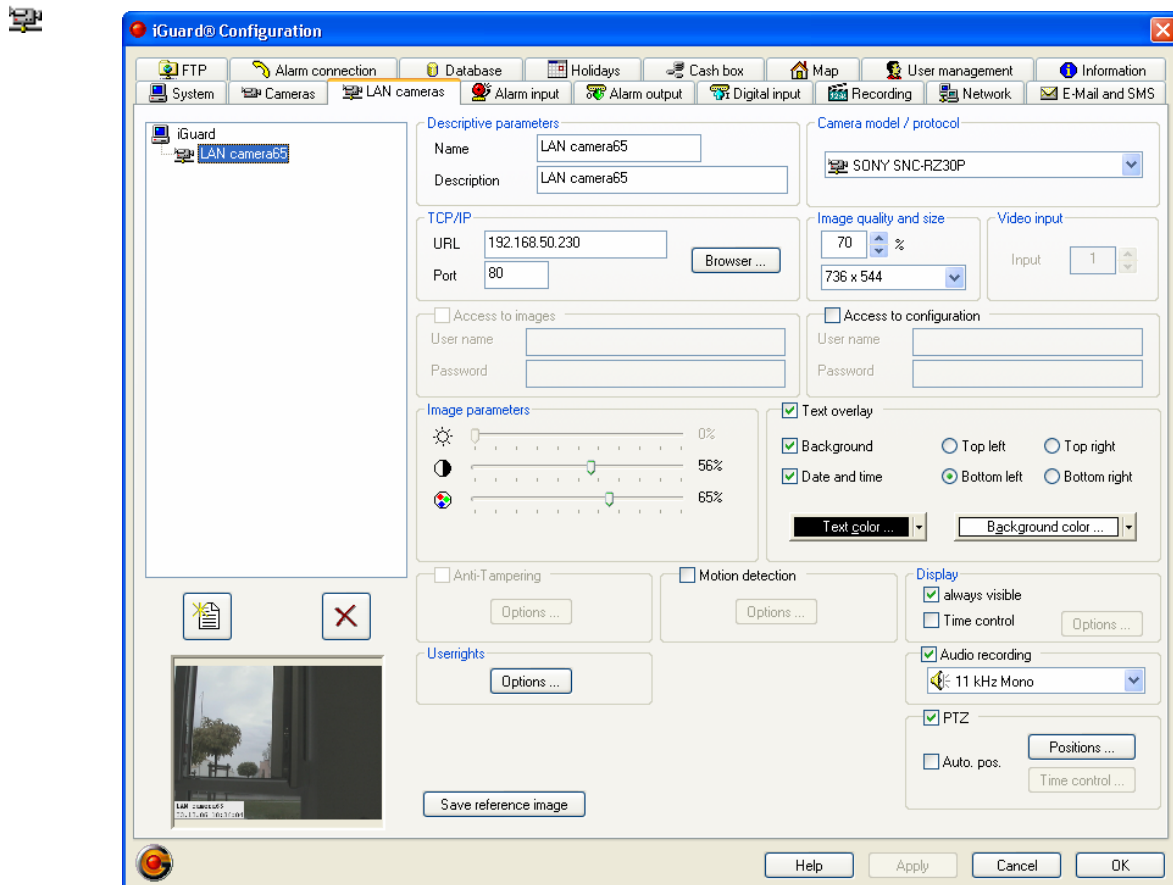 iGuard® Configuration
FTP Alarm connection Database Holidays Cash box Map User management Information
System Cameras LAN cameras Alarm input Alarm output Digital input Recording Network E-Mail and SMS
iGuard
LAN camera65
Descriptive parameters
Name LAN camera65
Description LAN camera65
Camera model / protocol
SONY SNC-RZ30P
TCP/IP
URL 192.168.50.230
Port 80
Browser ...
Image quality and size
70 %
736 x 544
Video input
Input 1
Access to images
User name
Password
Access to configuration
User name
Password
Image parameters
0%
56%
65%
Text overlay
Background Top left Top right
Date and time Bottom left Bottom right
Text color ... Background color ...
Anti-Tampering
Options ...
Motion detection
Options ...
Display
always visible
Time control Options ...
Userrights
Options ...
Audio recording
11 kHz Mono
PTZ
Positions ...
Auto. pos.
Time control ...
LAN camera65
Save reference image
Help Apply Cancel OK